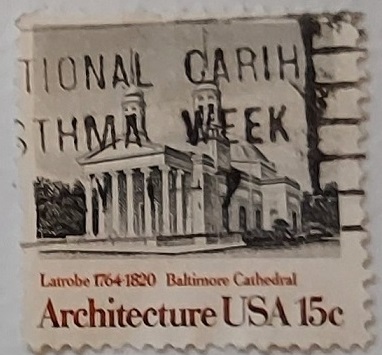 TIONAL CARIH
STHMA WEEK
Latrobe 1764-1820 Baltimore Cathedral
Architecture USA 15c